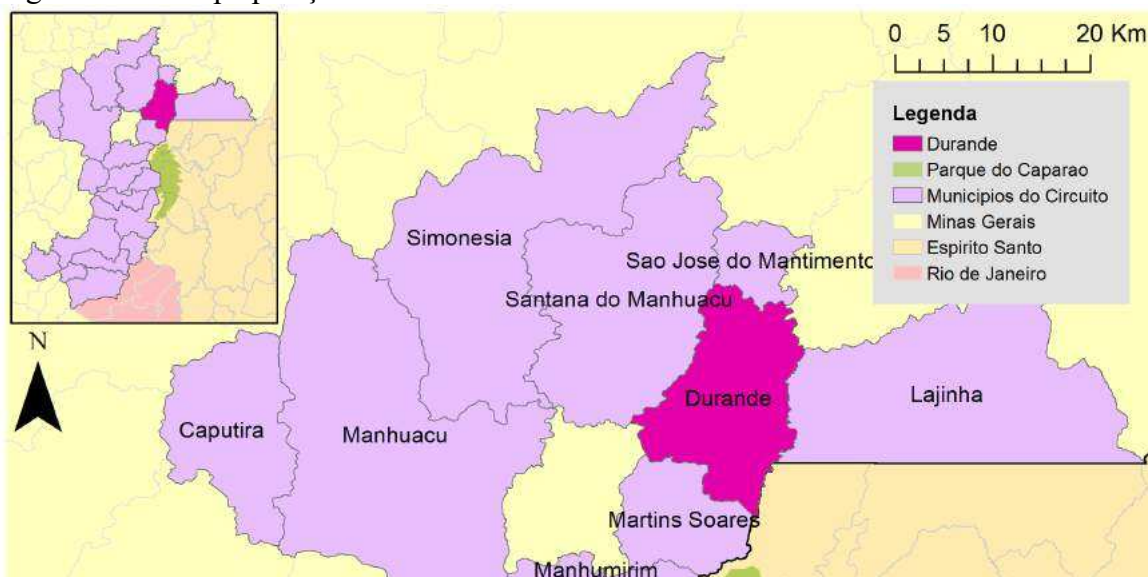 0 5 10 20 Km
Legenda
Durande
Parque do Caparao
Municipios do Circuito
Minas Gerais
Espirito Santo
Rio de Janeiro
Simonesia
Sao Jose do Mantimento
Santana do Manhuacu
N
Durande
Lajinha
Caputira
Manhuacu
Martins Soares
Manhumirim